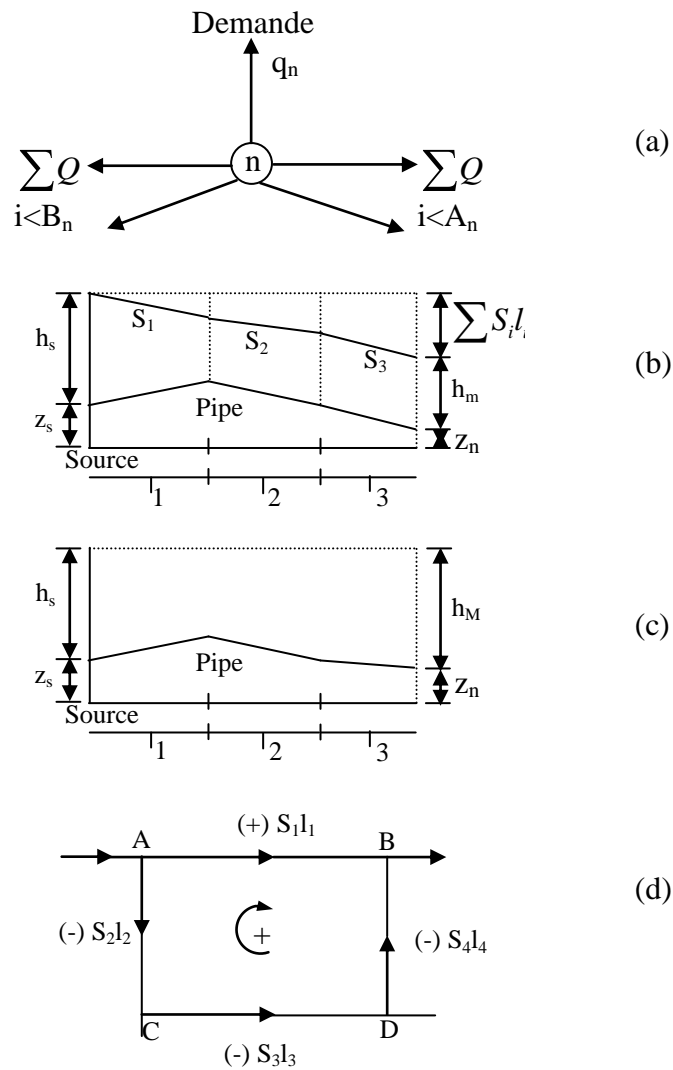 Demande
qₙ
(a)
n
∑Q
∑Q
i<Bₙ
i<Aₙ
S₁
∑Sᵢlᵢ
hₛ
S₂
S₃
(b)
hₘ
Pipe
zₛ
zₙ
Source
1
2
3
hₛ
h_M
(c)
Pipe
zₛ
zₙ
Source
1
2
3
(+) S₁l₁
A
B
(d)
(-) S₂l₂
+
(-) S₄l₄
C
D
(-) S₃l₃